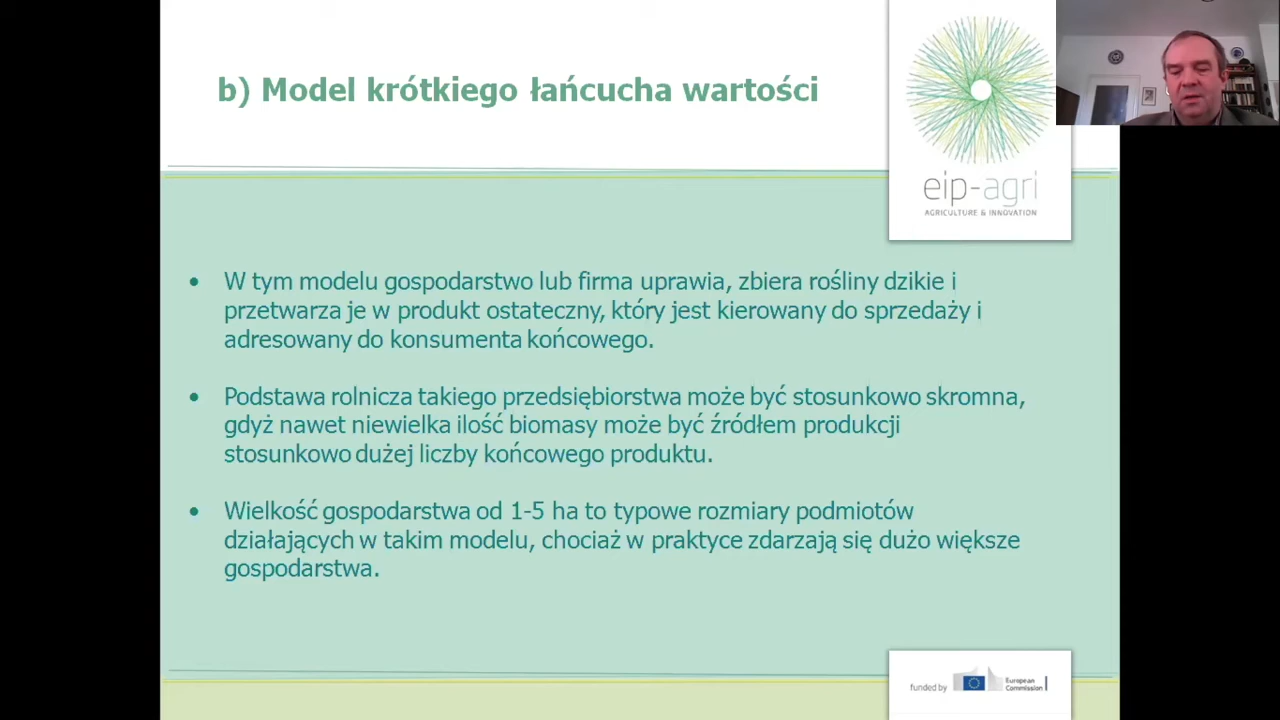 b) Model krótkiego łańcucha wartości
eip-agri
AGRICULTURE & INNOVATION
• W tym modelu gospodarstwo lub firma uprawia, zbiera rośliny dzikie i
przetwarza je w produkt ostateczny, który jest kierowany do sprzedaży i
adresowany do konsumenta końcowego.
• Podstawa rolnicza takiego przedsiębiorstwa może być stosunkowo skromna,
gdyż nawet niewielka ilość biomasy może być źródłem produkcji
stosunkowo dużej liczby końcowego produktu.
• Wielkość gospodarstwa od 1-5 ha to typowe rozmiary podmiotów
działających w takim modelu, chociaż w praktyce zdarzają się dużo większe
gospodarstwa.
funded by
European
Commission